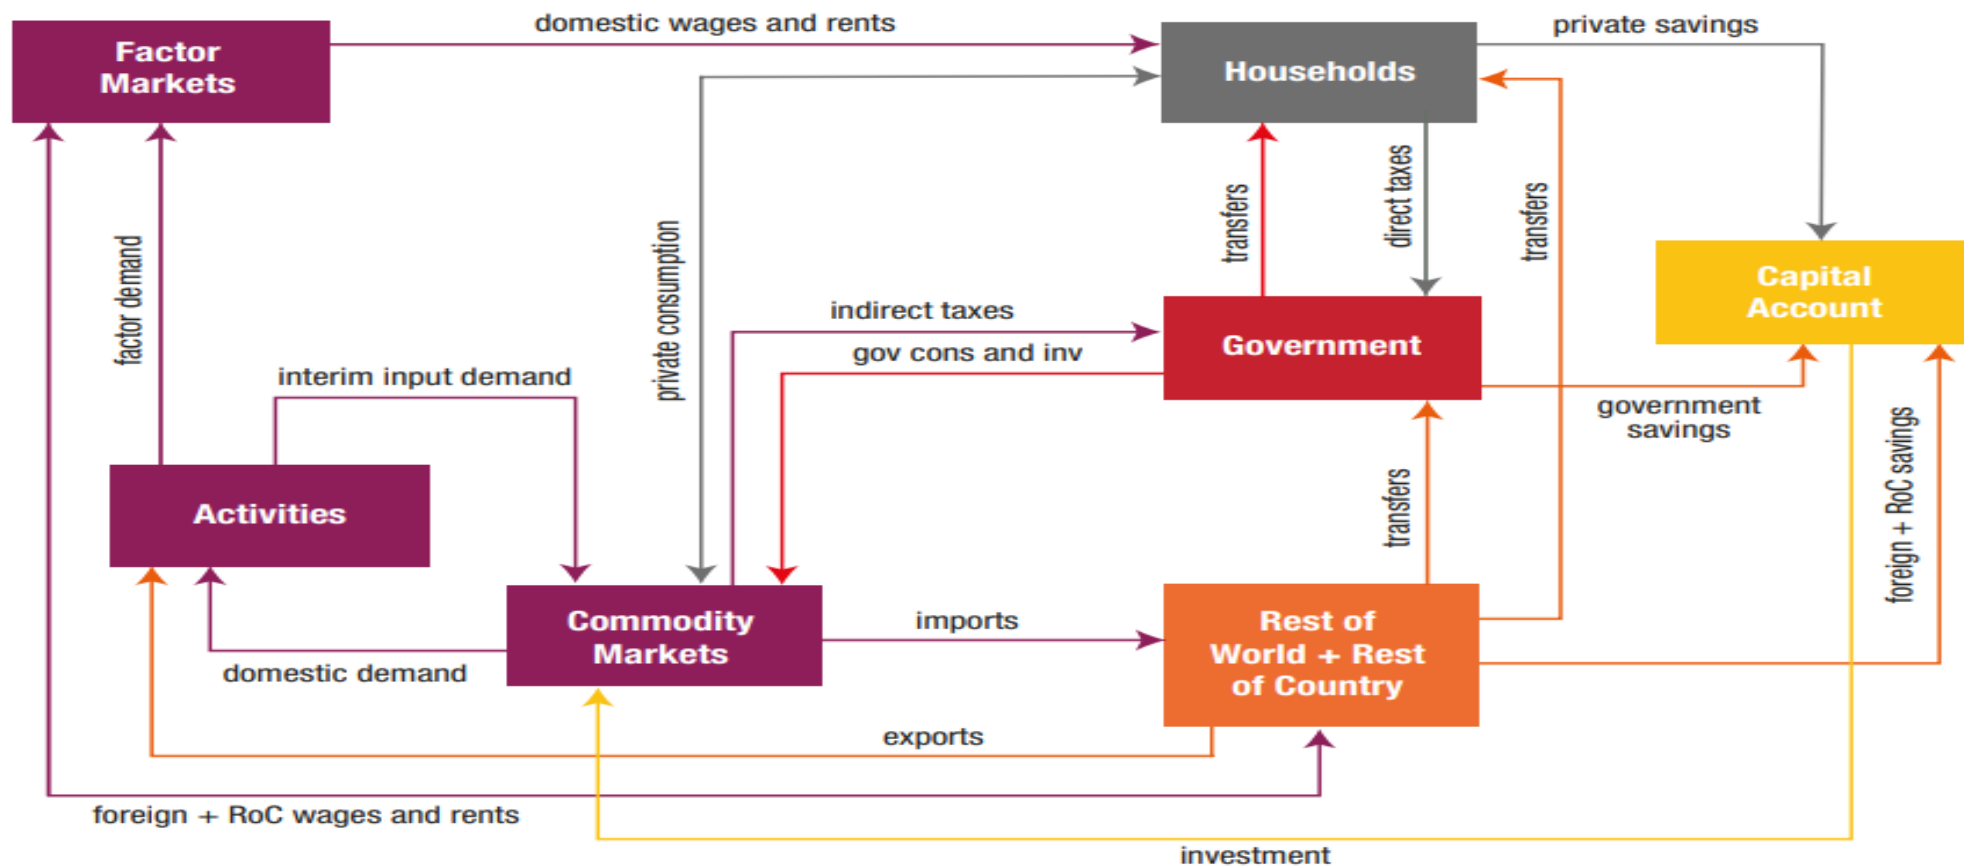 domestic wages and rents
private savings
Factor
Markets
Households
factor demand
private consumption
transfers
direct taxes
transfers
Capital
Account
indirect taxes
gov cons and inv
Government
interim input demand
government
savings
foreign + RoC savings
transfers
Activities
Commodity
Markets
imports
Rest of
World + Rest
of Country
domestic demand
exports
foreign + RoC wages and rents
investment